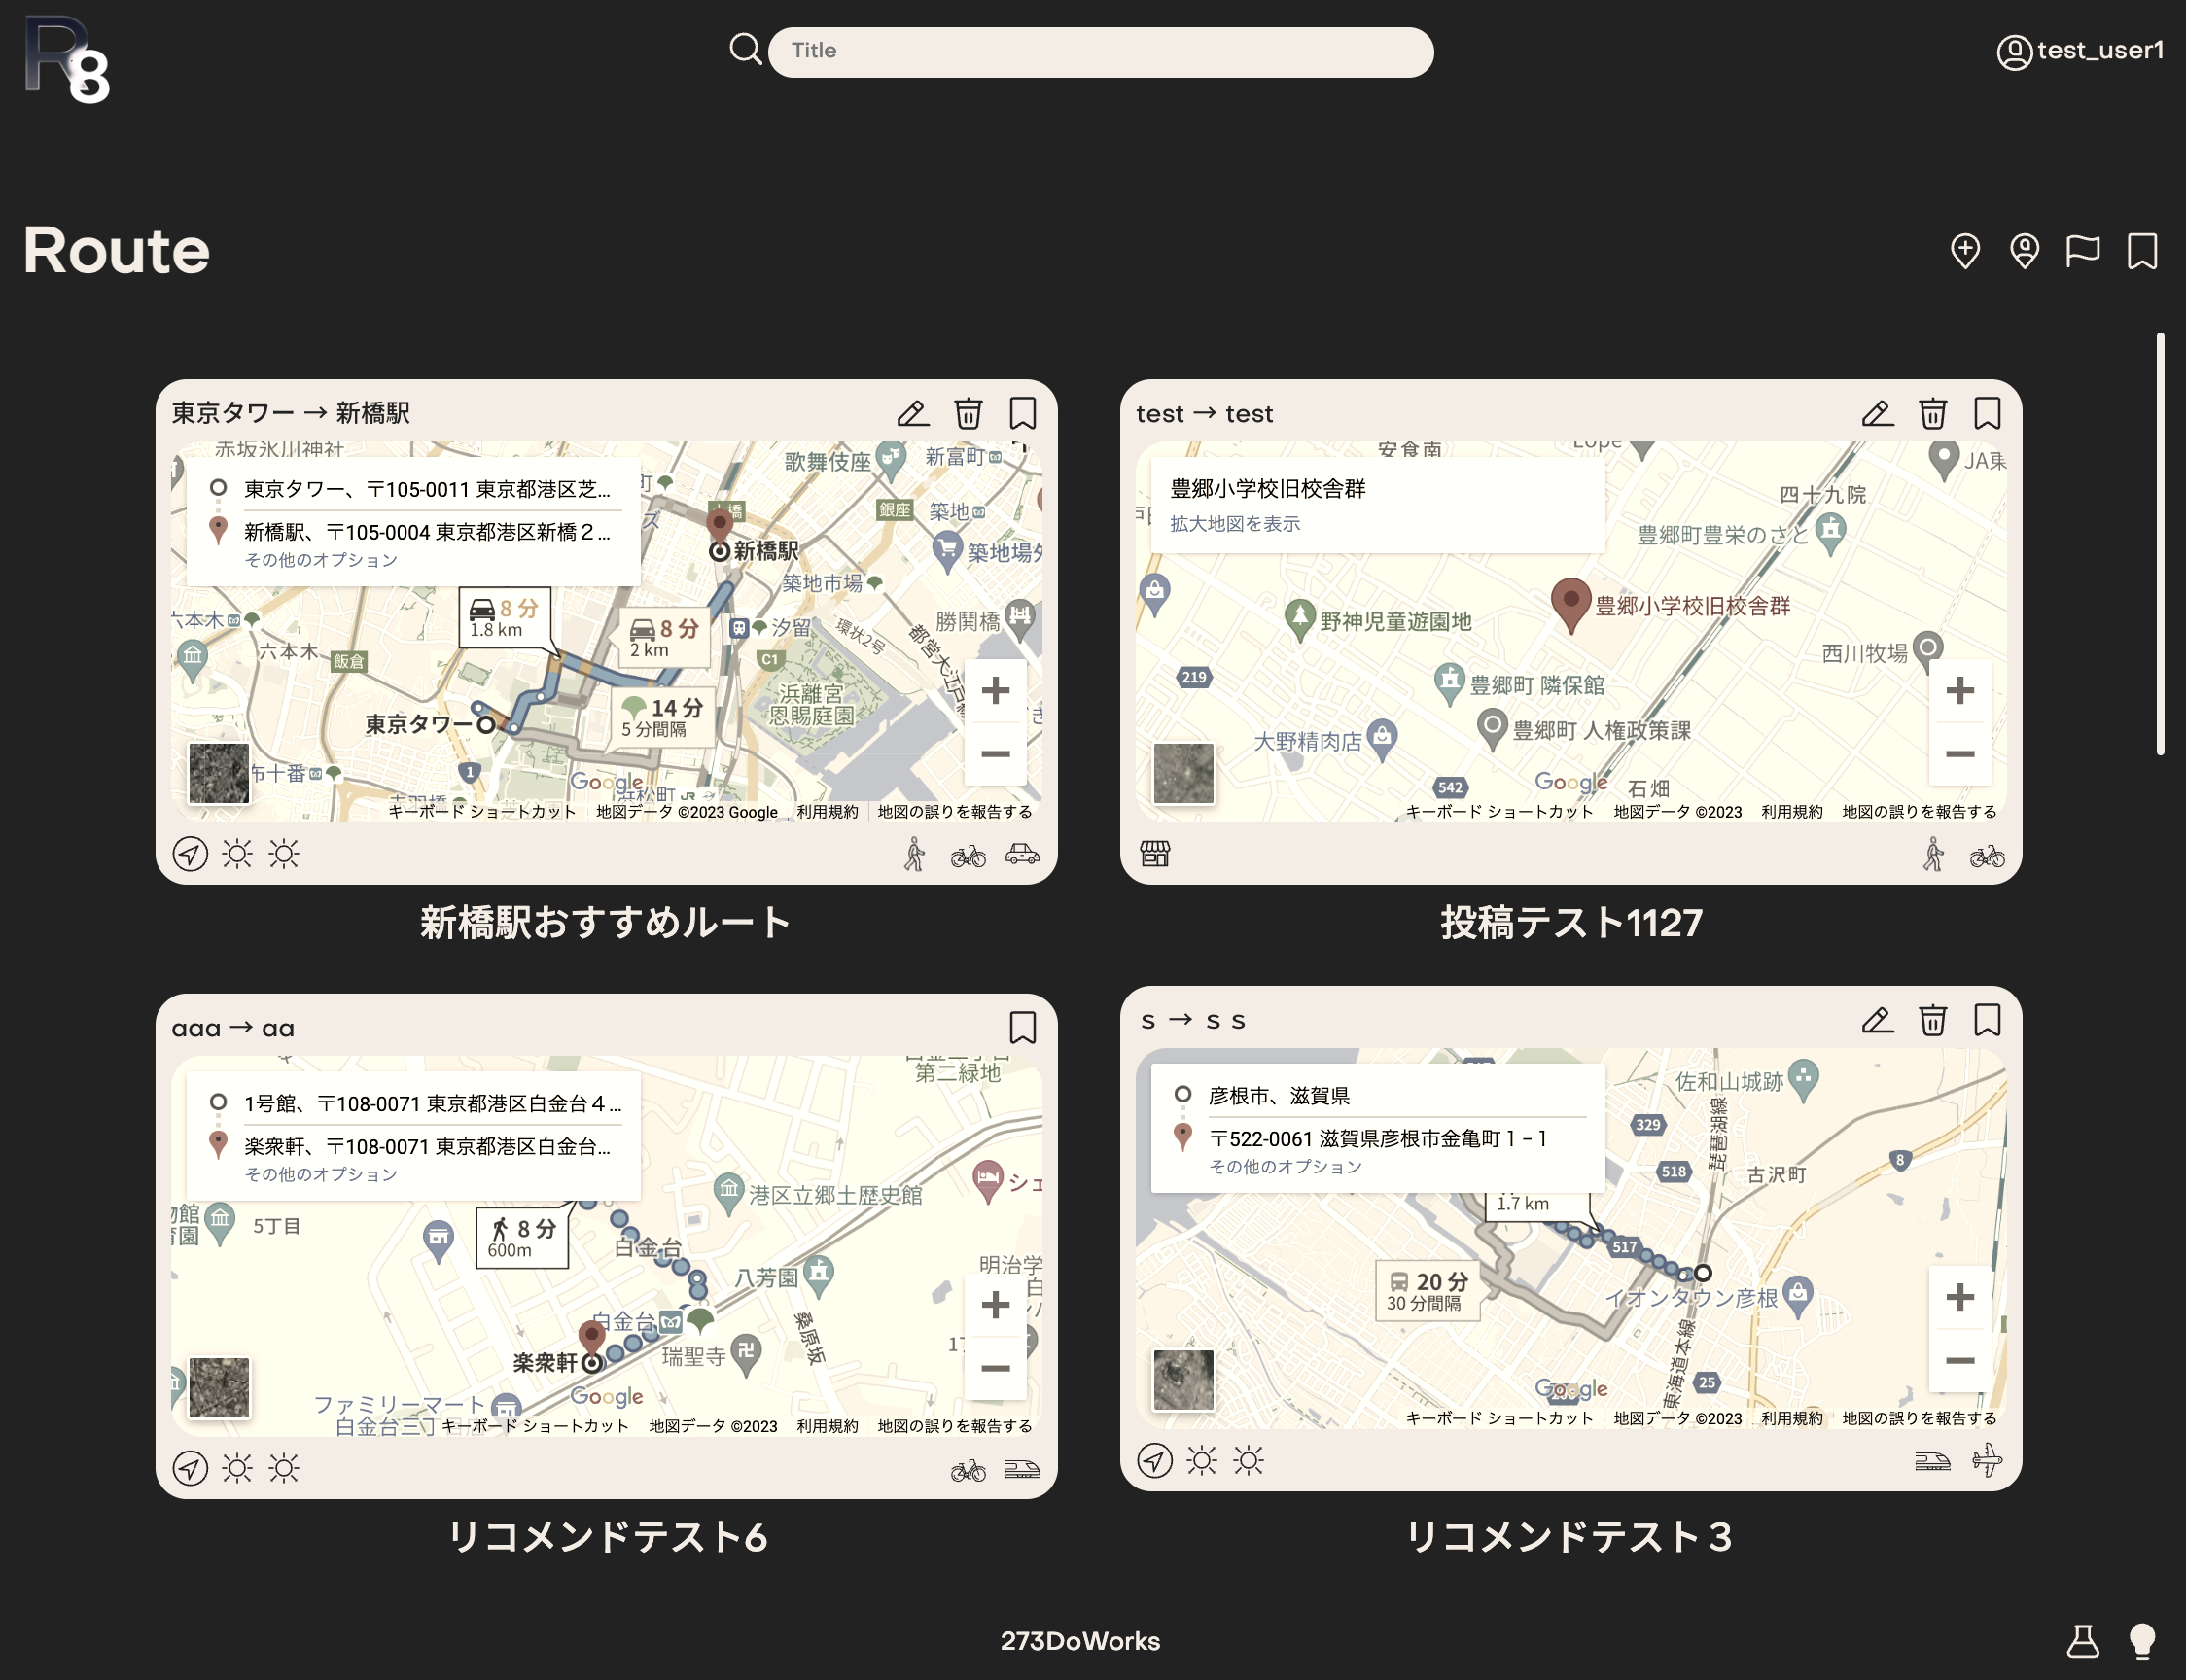 R8
Title
test_user1
Route
東京タワー → 新橋駅
赤坂氷川神社
東京タワー、〒105-0011 東京都港区芝...
新橋駅、〒105-0004 東京都港区新橋２...
その他のオプション
歌舞伎座
新富町
銀座
築地
新橋駅
築地場外
築地市場
8 分
1.8 km
8 分
2 km
汐留
環状2号
勝鬨橋
都営大江戸線
六本木
六本木
飯倉
C1
浜離宮
恩賜庭園
14 分
5 分間隔
東京タワー
1
布十番
赤羽橋
浜松町
Google
キーボード ショートカット 地図データ ©2023 Google 利用規約 地図の誤りを報告する
新橋駅おすすめルート
test → test
安食南
Lope
JA東
豊郷小学校旧校舎群
拡大地図を表示
四十九院
豊郷町豊栄のさと
豊郷小学校旧校舎群
野神児童遊園地
西川牧場
219
豊郷町 隣保館
豊郷町 人権政策課
大野精肉店
542
石畑
Google
キーボード ショートカット 地図データ ©2023 利用規約 地図の誤りを報告する
投稿テスト1127
aaa → aa
第二緑地
1号館、〒108-0071 東京都港区白金台４...
楽衆軒、〒108-0071 東京都港区白金台...
その他のオプション
港区立郷土歴史館
シェ
5丁目
8 分
600m
白金台
八芳園
明治学
白金台
桑原坂
瑞聖寺
楽衆軒
ファミリーマート
白金台三丁
Google
キーボード ショートカット 地図データ ©2023 利用規約 地図の誤りを報告する
リコメンドテスト6
s → s s
彦根市、滋賀県
〒522-0061 滋賀県彦根市金亀町１−１
その他のオプション
佐和山城跡
329
琵琶湖線
518
古沢町
8
1.7 km
517
20 分
30 分間隔
イオンタウン彦根
東海道本線
25
Google
キーボード ショートカット 地図データ ©2023 利用規約 地図の誤りを報告する
リコメンドテスト３
273DoWorks